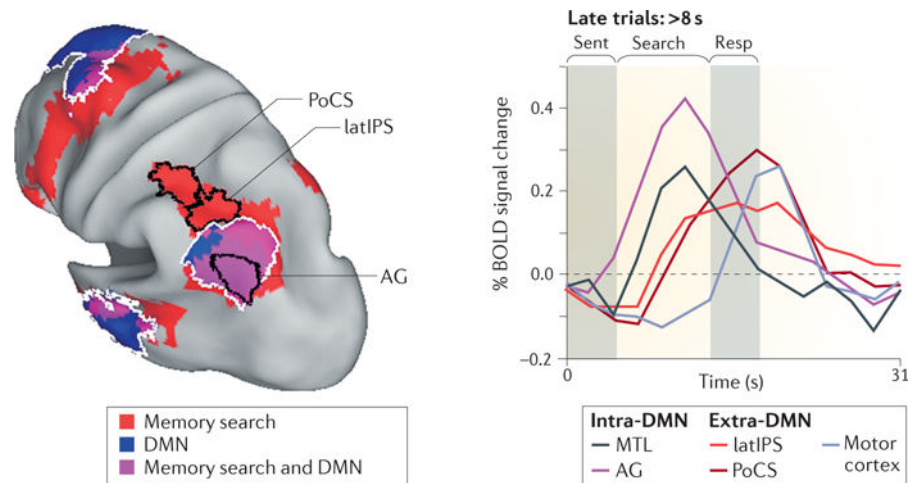 PoCS
latIPS
AG
Memory search
DMN
Memory search and DMN
Late trials: >8 s
Sent Search Resp
% BOLD signal change
0.4
0.2
0.0
–0.2
0 31
Time (s)
Intra-DMN Extra-DMN
MTL latIPS Motor
AG PoCS cortex